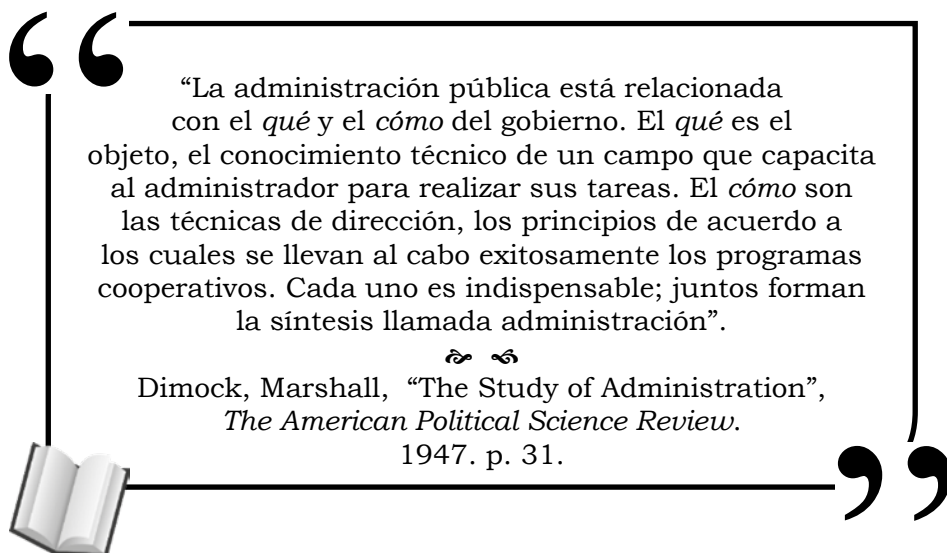 “La administración pública está relacionada
con el qué y el cómo del gobierno. El qué es el
objeto, el conocimiento técnico de un campo que capacita
al administrador para realizar sus tareas. El cómo son
las técnicas de dirección, los principios de acuerdo a
los cuales se llevan al cabo exitosamente los programas
cooperativos. Cada uno es indispensable; juntos forman
la síntesis llamada administración”.
Dimock, Marshall, “The Study of Administration”,
The American Political Science Review.
1947. p. 31.